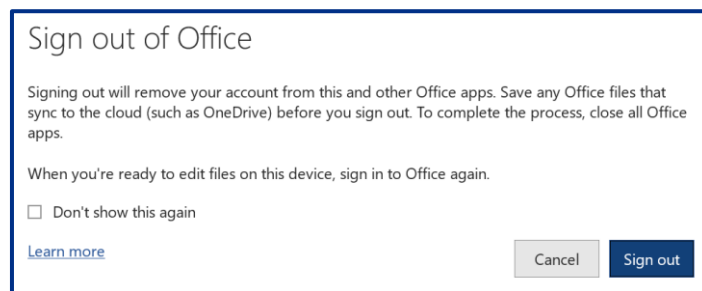 Sign out of Office
Signing out will remove your account from this and other Office apps. Save any Office files that
sync to the cloud (such as OneDrive) before you sign out. To complete the process, close all Office
apps.
When you're ready to edit files on this device, sign in to Office again.
Don't show this again
Learn more
Cancel
Sign out